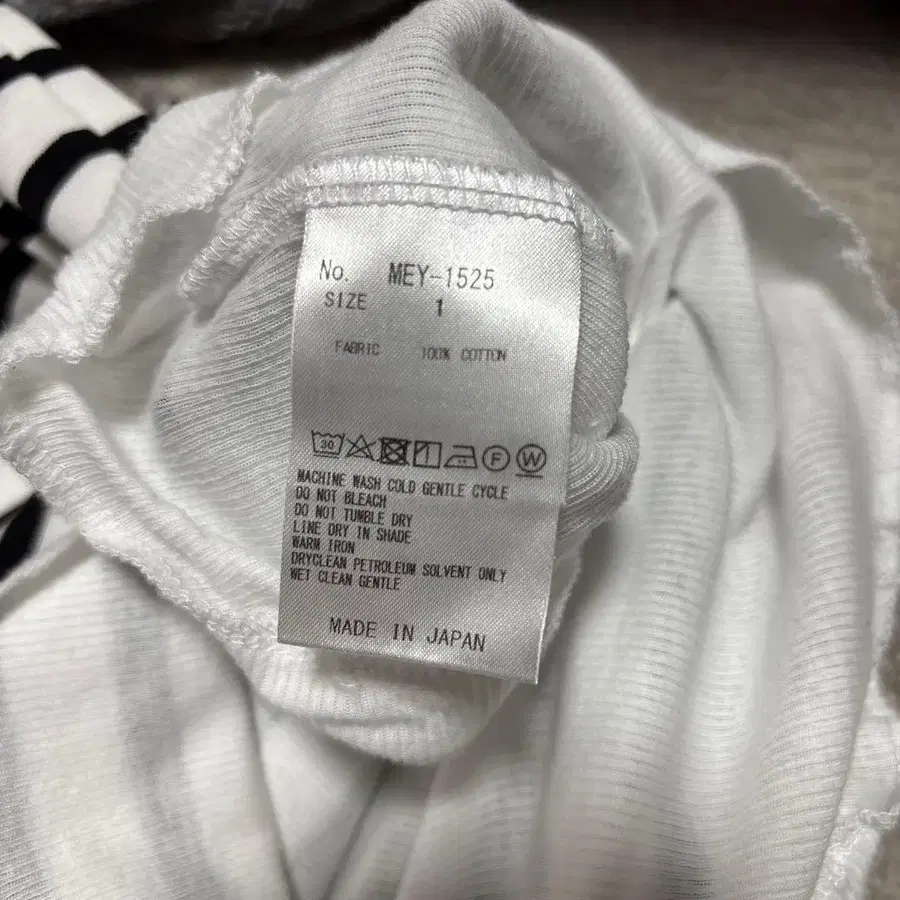 No. MEY-1525
SIZE 1
FABRIC 100% COTTON
30 F W
MACHINE WASH COLD GENTLE CYCLE
DO NOT BLEACH
DO NOT TUMBLE DRY
LINE DRY IN SHADE
WARM IRON
DRYCLEAN PETROLEUM SOLVENT ONLY
WET CLEAN GENTLE
MADE IN JAPAN